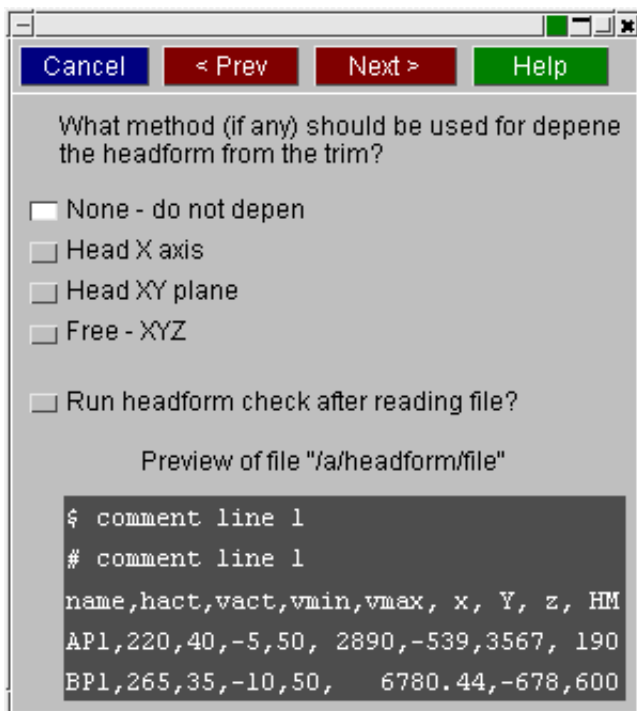 Cancel < Prev Next > Help
What method (if any) should be used for depene
the headform from the trim?
None - do not depen
Head X axis
Head XY plane
Free - XYZ
Run headform check after reading file?
Preview of file "/a/headform/file"
$ comment line 1
# comment line 1
name,hact,vact,vmin,vmax, x, Y, z, HM
AP1,220,40,-5,50, 2890,-539,3567, 190
BP1,265,35,-10,50, 6780.44,-678,600